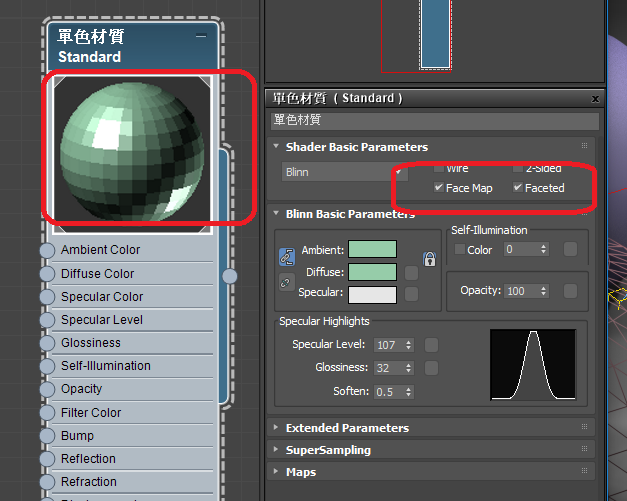 單色材質
Standard
Ambient Color
Diffuse Color
Specular Color
Specular Level
Glossiness
Self-Illumination
Opacity
Filter Color
Bump
Reflection
Refraction
單色材質 ( Standard ) x
單色材質
Shader Basic Parameters
Blinn
Wire 2-Sided
Face Map Faceted
Blinn Basic Parameters
Self-Illumination
Ambient: Color 0
Diffuse:
Specular: Opacity: 100
Specular Highlights
Specular Level: 107
Glossiness: 32
Soften: 0.5
Extended Parameters
SuperSampling
Maps